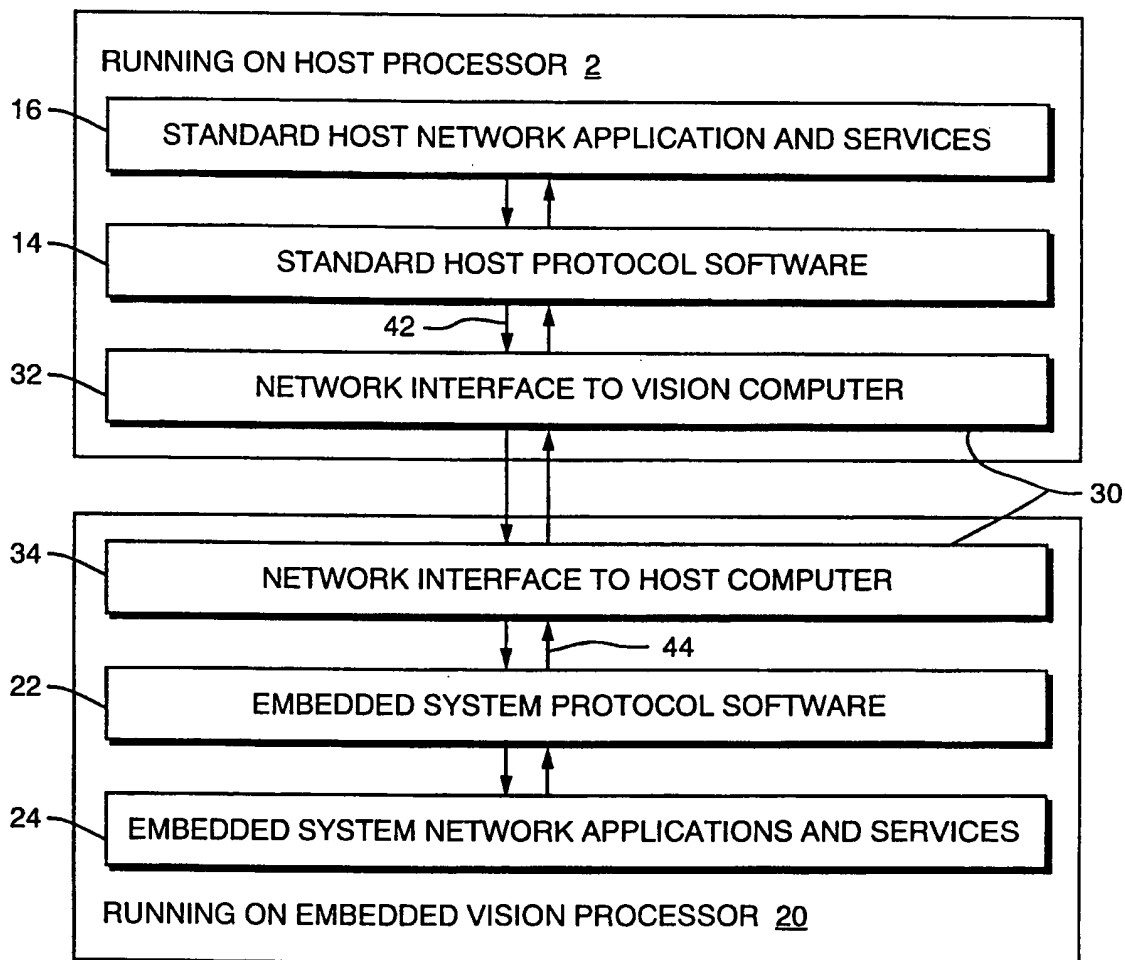 RUNNING ON HOST PROCESSOR 2
16
STANDARD HOST NETWORK APPLICATION AND SERVICES
14
STANDARD HOST PROTOCOL SOFTWARE
42
32
NETWORK INTERFACE TO VISION COMPUTER
30
34
NETWORK INTERFACE TO HOST COMPUTER
44
22
EMBEDDED SYSTEM PROTOCOL SOFTWARE
24
EMBEDDED SYSTEM NETWORK APPLICATIONS AND SERVICES
RUNNING ON EMBEDDED VISION PROCESSOR 20